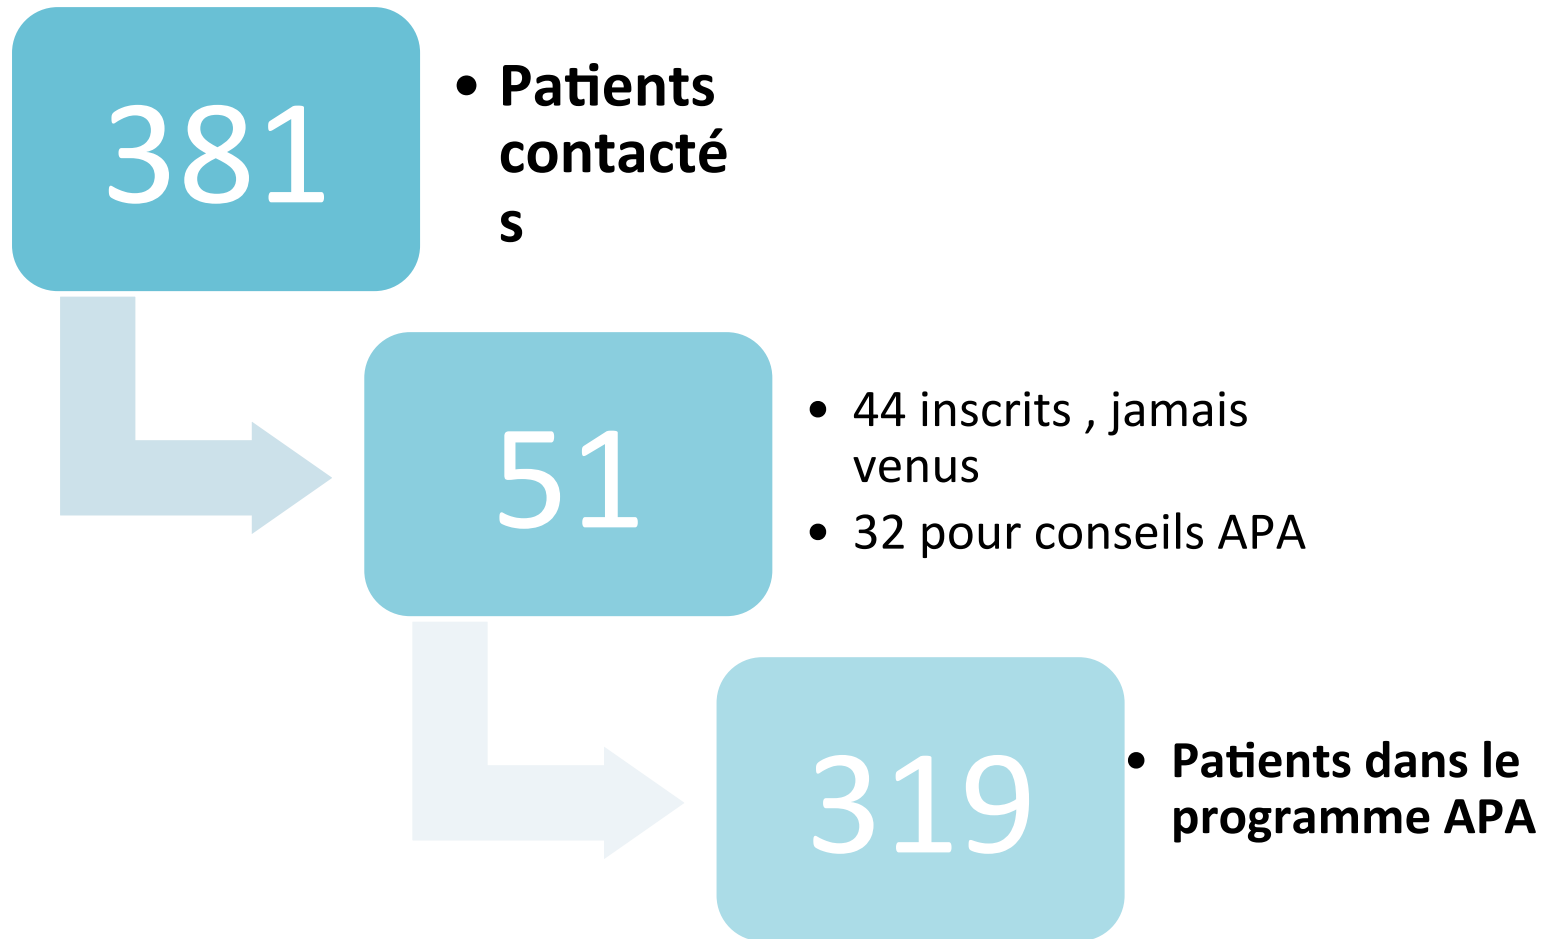 381
• Patients
contacté
s
51
• 44 inscrits , jamais
venus
• 32 pour conseils APA
319
• Patients dans le
programme APA